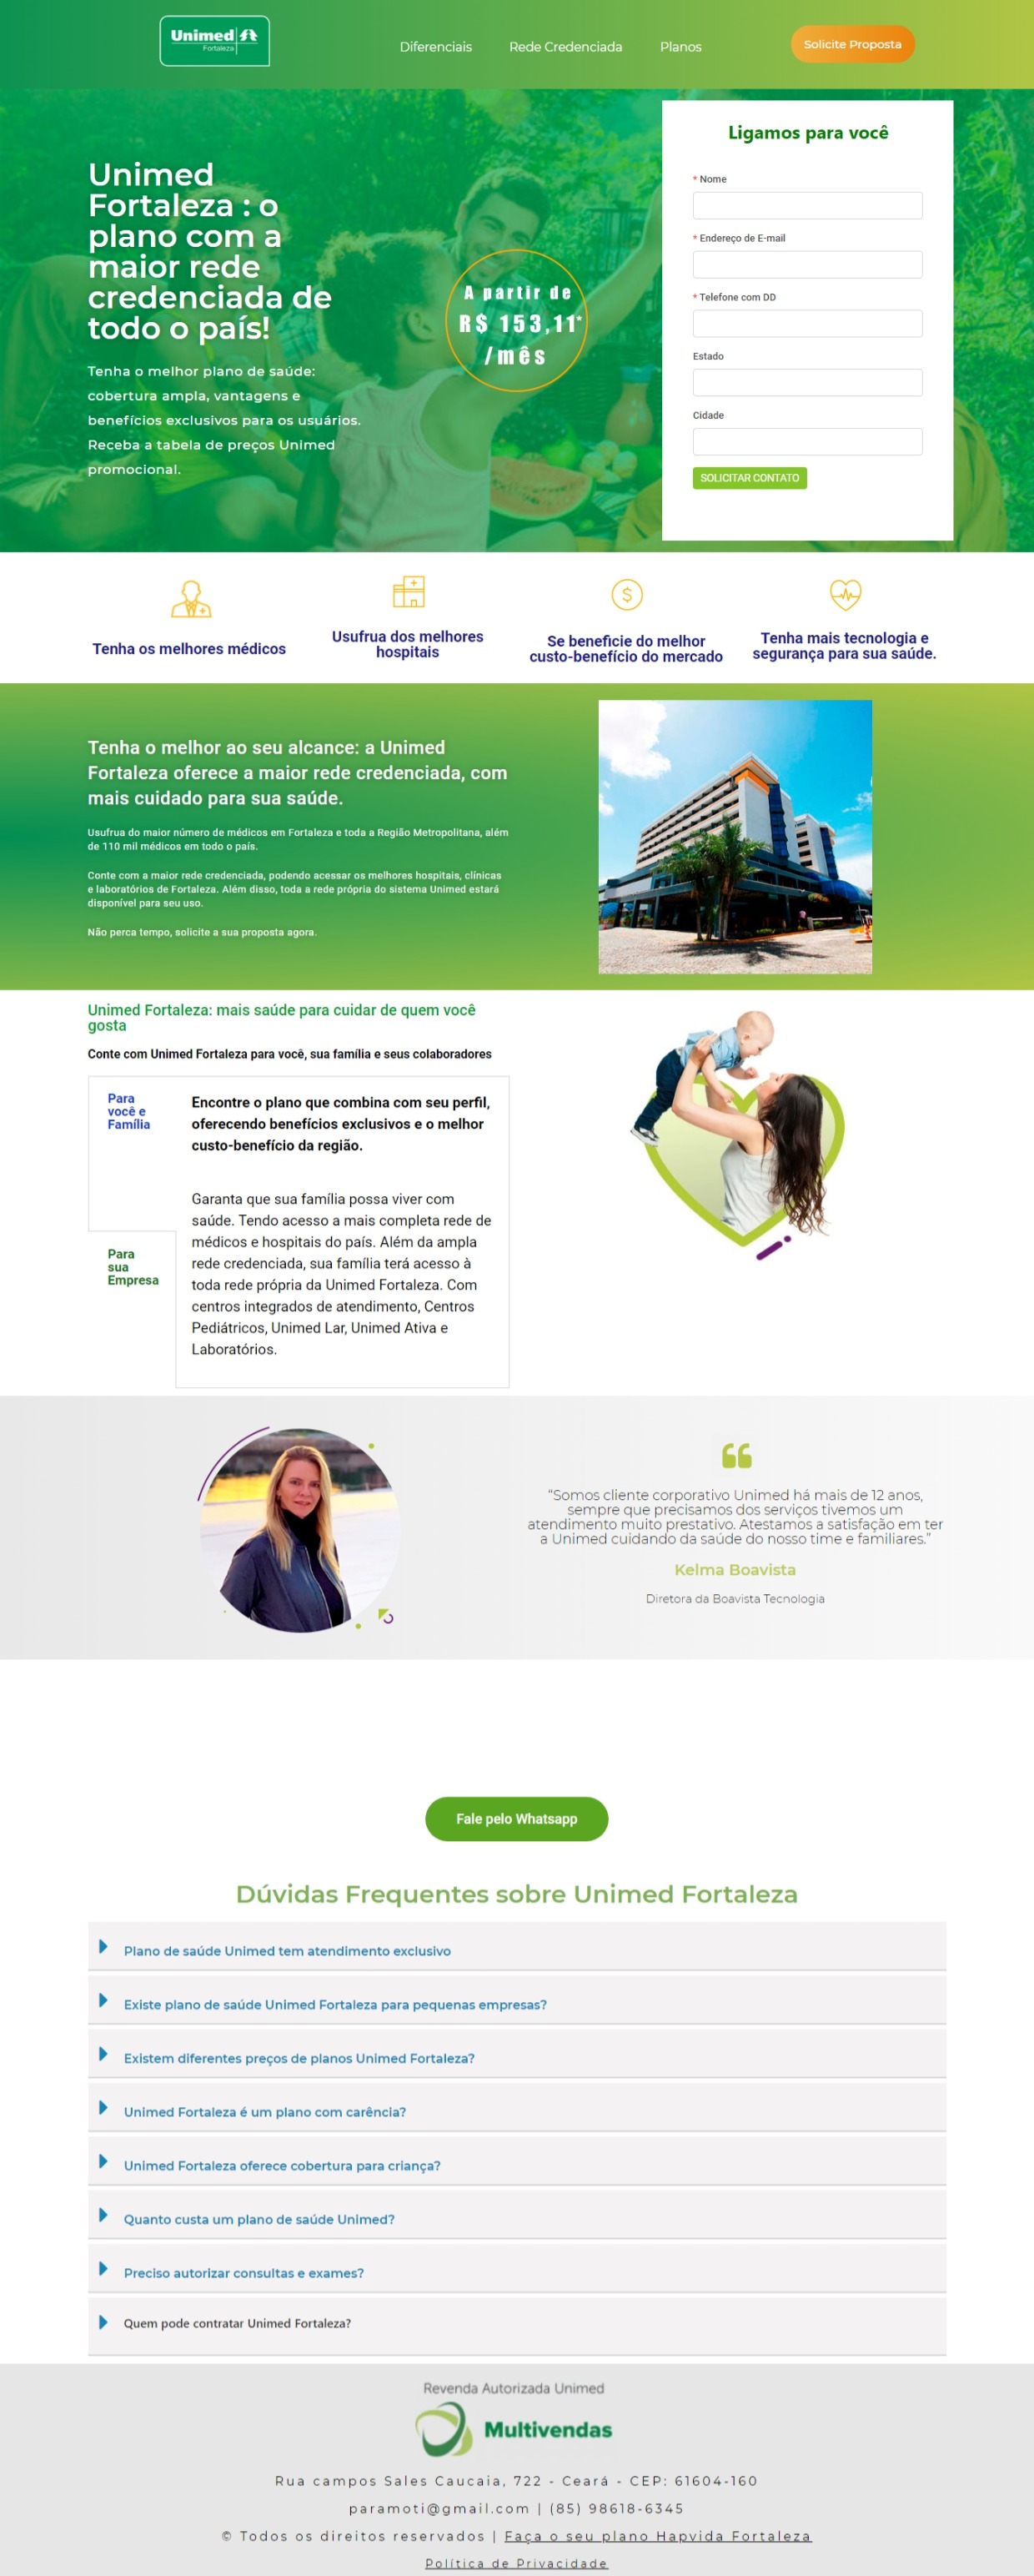 Unimed
Fortaleza
Diferenciais
Rede Credenciada
Planos
Solicite Proposta
Unimed
Fortaleza : o
plano com a
maior rede
credenciada de
todo o país!
Tenha o melhor plano de saúde:
cobertura ampla, vantagens e
benefícios exclusivos para os usuários.
Receba a tabela de preços Unimed
promocional.
A partir de
R$ 153,11*
/mês
Ligamos para você
* Nome
* Endereço de E-mail
* Telefone com DD
Estado
Cidade
SOLICITAR CONTATO
Tenha os melhores médicos
Usufrua dos melhores
hospitais
Se beneficie do melhor
custo-benefício do mercado
Tenha mais tecnologia e
segurança para sua saúde.
Tenha o melhor ao seu alcance: a Unimed
Fortaleza oferece a maior rede credenciada, com
mais cuidado para sua saúde.
Usufrua do maior número de médicos em Fortaleza e toda a Região Metropolitana, além
de 110 mil médicos em todo o país.
Conte com a maior rede credenciada, podendo acessar os melhores hospitais, clínicas
e laboratórios de Fortaleza. Além disso, toda a rede própria do sistema Unimed estará
disponível para seu uso.
Não perca tempo, solicite a sua proposta agora.
Unimed Fortaleza: mais saúde para cuidar de quem você
gosta
Conte com Unimed Fortaleza para você, sua família e seus colaboradores
Para
você e
Família
Para
sua
Empresa
Encontre o plano que combina com seu perfil,
oferecendo benefícios exclusivos e o melhor
custo-benefício da região.
Garanta que sua família possa viver com
saúde. Tendo acesso a mais completa rede de
médicos e hospitais do país. Além da ampla
rede credenciada, sua família terá acesso à
toda rede própria da Unimed Fortaleza. Com
centros integrados de atendimento, Centros
Pediátricos, Unimed Lar, Unimed Ativa e
Laboratórios.
“Somos cliente corporativo Unimed há mais de 12 anos,
sempre que precisamos dos serviços tivemos um
atendimento muito prestativo. Atestamos a satisfação em ter
a Unimed cuidando da saúde do nosso time e familiares.”
Kelma Boavista
Diretora da Boavista Tecnologia
Fale pelo Whatsapp
Dúvidas Frequentes sobre Unimed Fortaleza
Plano de saúde Unimed tem atendimento exclusivo
Existe plano de saúde Unimed Fortaleza para pequenas empresas?
Existem diferentes preços de planos Unimed Fortaleza?
Unimed Fortaleza é um plano com carência?
Unimed Fortaleza oferece cobertura para criança?
Quanto custa um plano de saúde Unimed?
Preciso autorizar consultas e exames?
Quem pode contratar Unimed Fortaleza?
Revenda Autorizada Unimed
Multivendas
Rua campos Sales Caucaia, 722 - Ceará - CEP: 61604-160
paramoti@gmail.com | (85) 98618-6345
© Todos os direitos reservados | Faça o seu plano Hapvida Fortaleza
Política de Privacidade